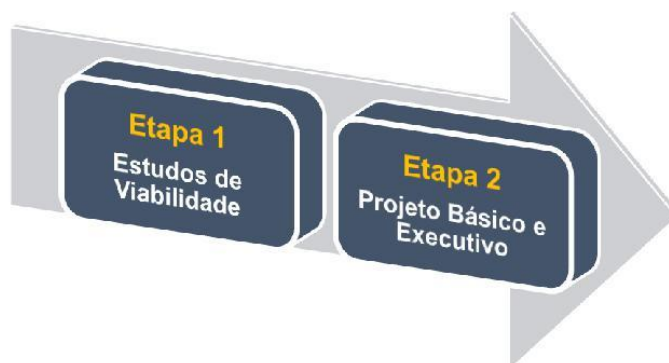 Etapa 1
Estudos de
Viabilidade
Etapa 2
Projeto Básico e
Executivo